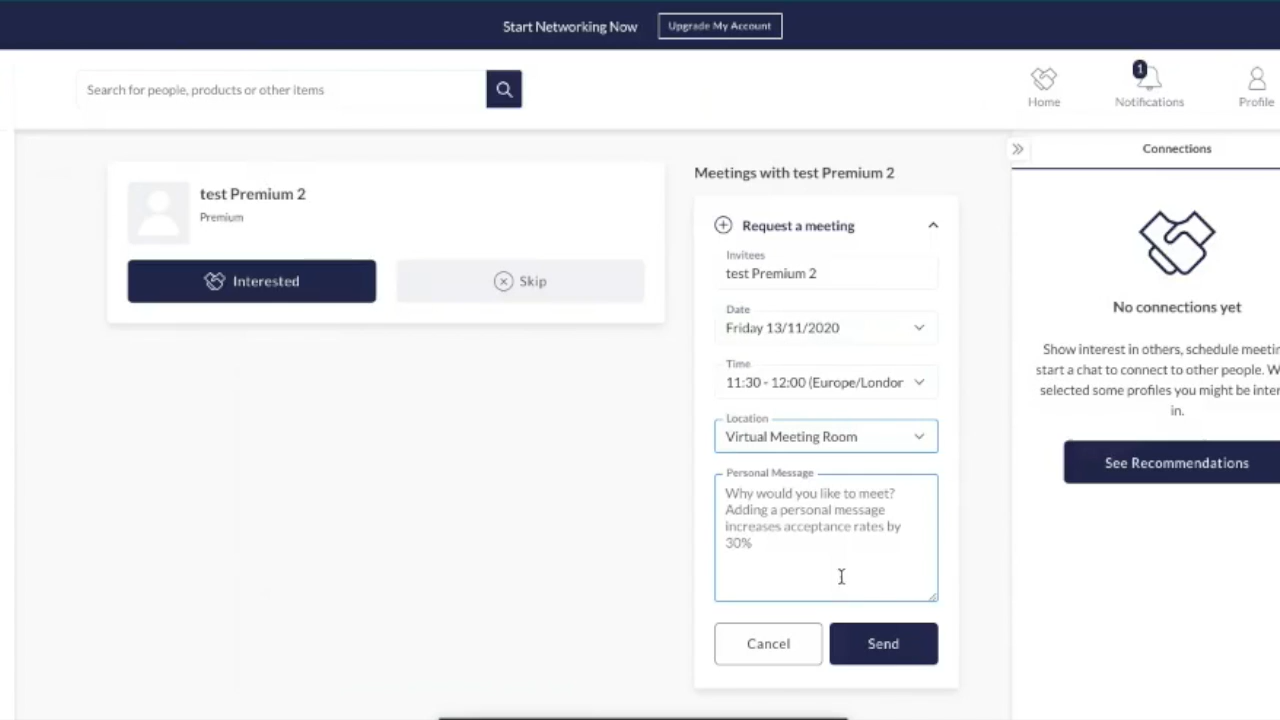 Start Networking Now
Upgrade My Account
Search for people, products or other items
Home
1
Notifications
Profile
test Premium 2
Premium
Interested
Skip
Meetings with test Premium 2
Request a meeting
Invitees
test Premium 2
Date
Friday 13/11/2020
Time
11:30 - 12:00 (Europe/Londor
Location
Virtual Meeting Room
Personal Message
Why would you like to meet?
Adding a personal message
increases acceptance rates by
30%
Cancel
Send
Connections
No connections yet
Show interest in others, schedule meetin
start a chat to connect to other people. W
selected some profiles you might be inter
in.
See Recommendations